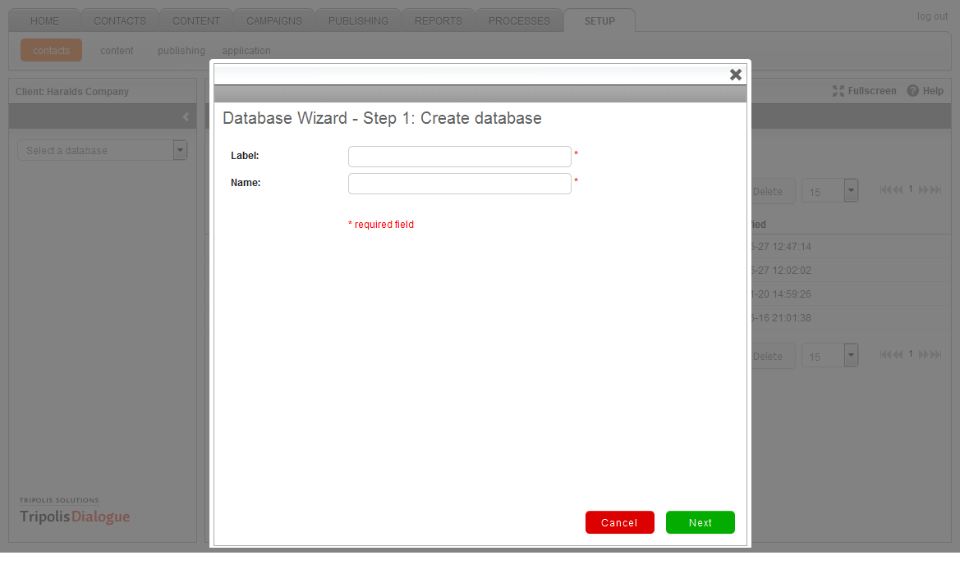 HOME CONTACTS CONTENT CAMPAIGNS PUBLISHING REPORTS PROCESSES SETUP log out
contacts content publishing application
Client: Haralds Company Fullscreen Help
Database Wizard - Step 1: Create database
Select a database
Label: *
Name: *
Delete 15 1
* required field
-27 12:47:14
-27 12:02:02
-20 14:59:26
-16 21:01:38
Delete 15 1
TRIPOLIS SOLUTIONS
TripolisDialogue
Cancel Next